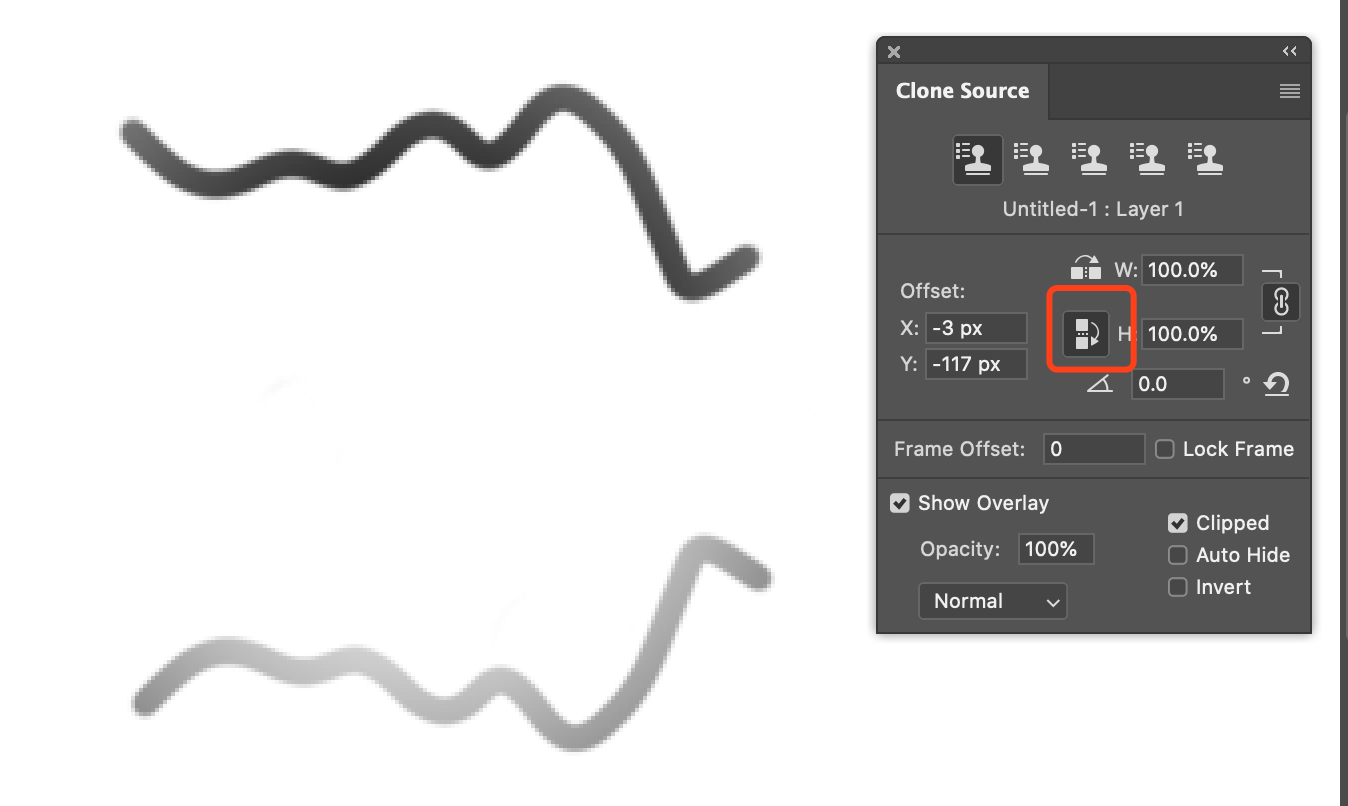 Clone Source
Untitled-1 : Layer 1
W: 100.0%
Offset:
X: -3 px
H: 100.0%
Y: -117 px
0.0 °
Frame Offset: 0 Lock Frame
Show Overlay
Clipped
Opacity: 100%
Auto Hide
Invert
Normal